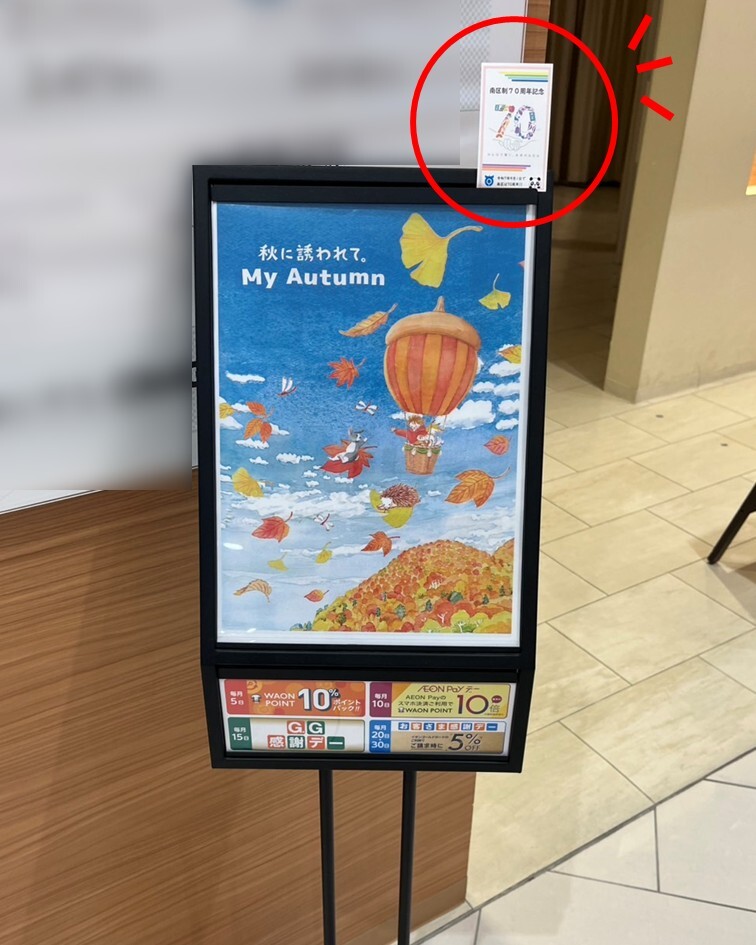 南区制70周年記念
70
秋に誘われて。
My Autumn
毎月
5日
WAON
POINT
10%
ポイント
バック!!
毎月
10日
AEON Pay デー
AEON Payの
スマホ決済ご利用で
WAON POINT
10倍
毎月
15日
G.G
感謝デー
毎月
20日
30日
お客さま感謝デー
ご請求時に
5%
OFF